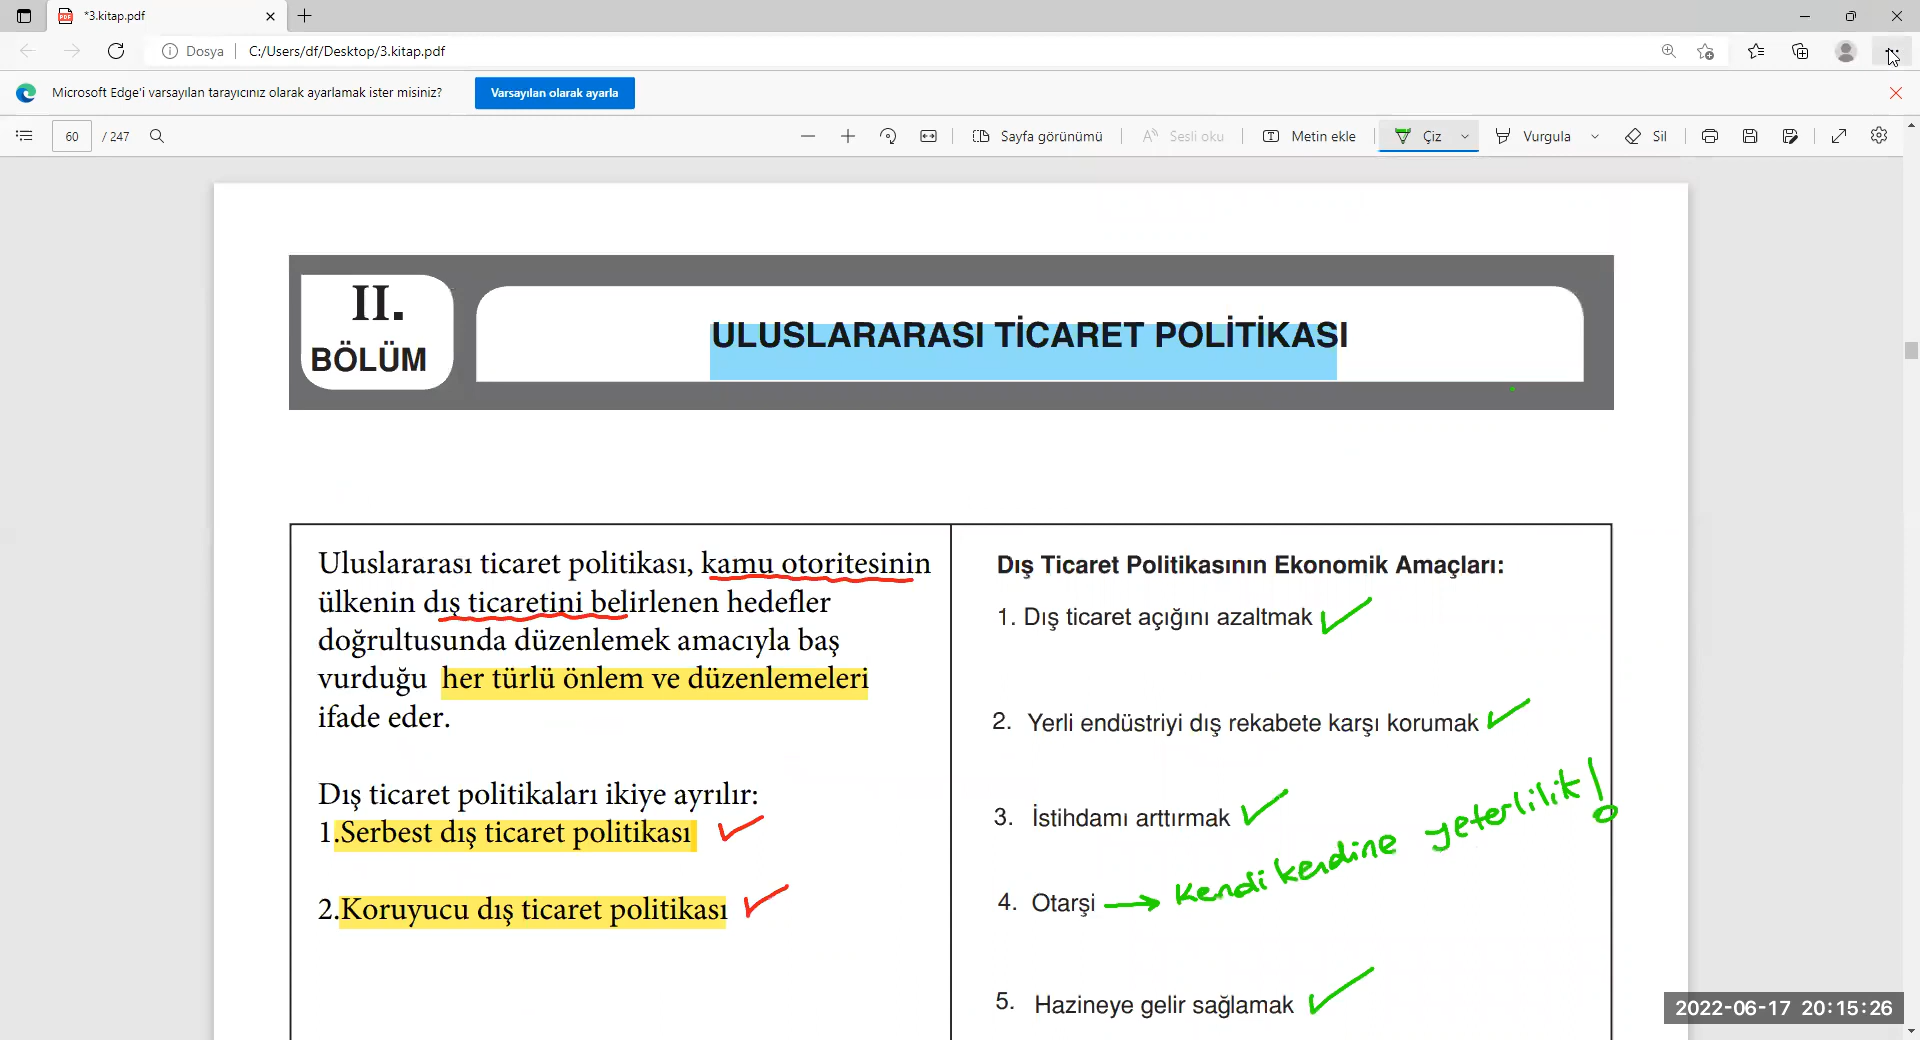 *3.kitap.pdf
Dosya
C:/Users/df/Desktop/3.kitap.pdf
Microsoft Edge'i varsayılan tarayıcınız olarak ayarlamak ister misiniz?
Varsayılan olarak ayarla
60 / 247
Sayfa görünümü
Sesli oku
Metin ekle
Çiz
Vurgula
Sil
II.
BÖLÜM
ULUSLARARASI TİCARET POLİTİKASI
Uluslararası ticaret politikası, kamu otoritesinin
ülkenin dış ticaretini belirlenen hedefler
doğrultusunda düzenlemek amacıyla baş
vurduğu her türlü önlem ve düzenlemeleri
ifade eder.
Dış ticaret politikaları ikiye ayrılır:
1.Serbest dış ticaret politikası
2.Koruyucu dış ticaret politikası
Dış Ticaret Politikasının Ekonomik Amaçları:
1. Dış ticaret açığını azaltmak
2. Yerli endüstriyi dış rekabete karşı korumak
3. İstihdamı arttırmak
4. Otarşi → Kendi kendine yeterlilik!
5. Hazineye gelir sağlamak
2022-06-17 20:15:26